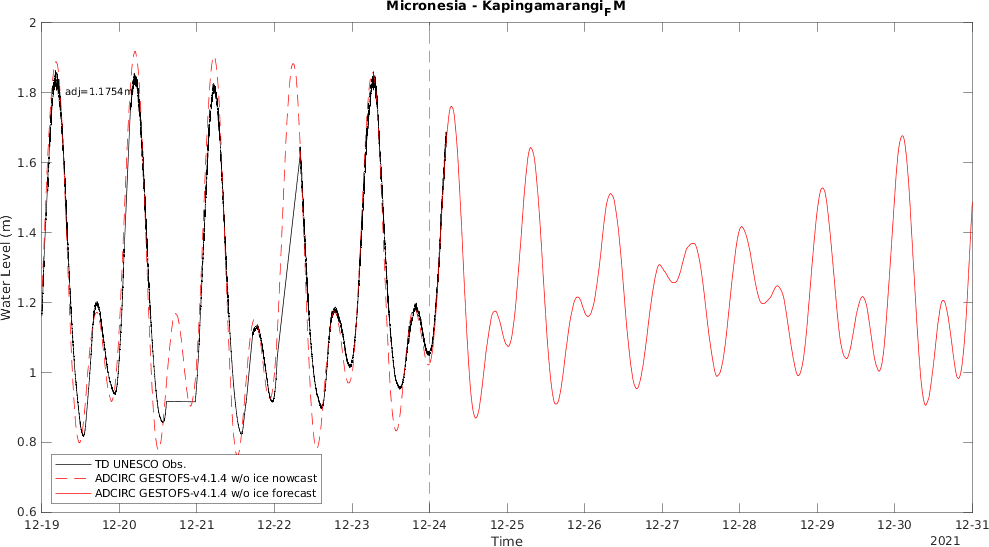 Micronesia - KapingamarangiFM
adj=1.1754m
Water Level (m)
1.8
1.6
1.4
1.2
1
0.8
0.6
TD UNESCO Obs.
ADCIRC GESTOFS-v4.1.4 w/o ice nowcast
ADCIRC GESTOFS-v4.1.4 w/o ice forecast
12-19 12-20 12-21 12-22 12-23 12-24 12-25 12-26 12-27 12-28 12-29 12-30 12-31
Time
2021